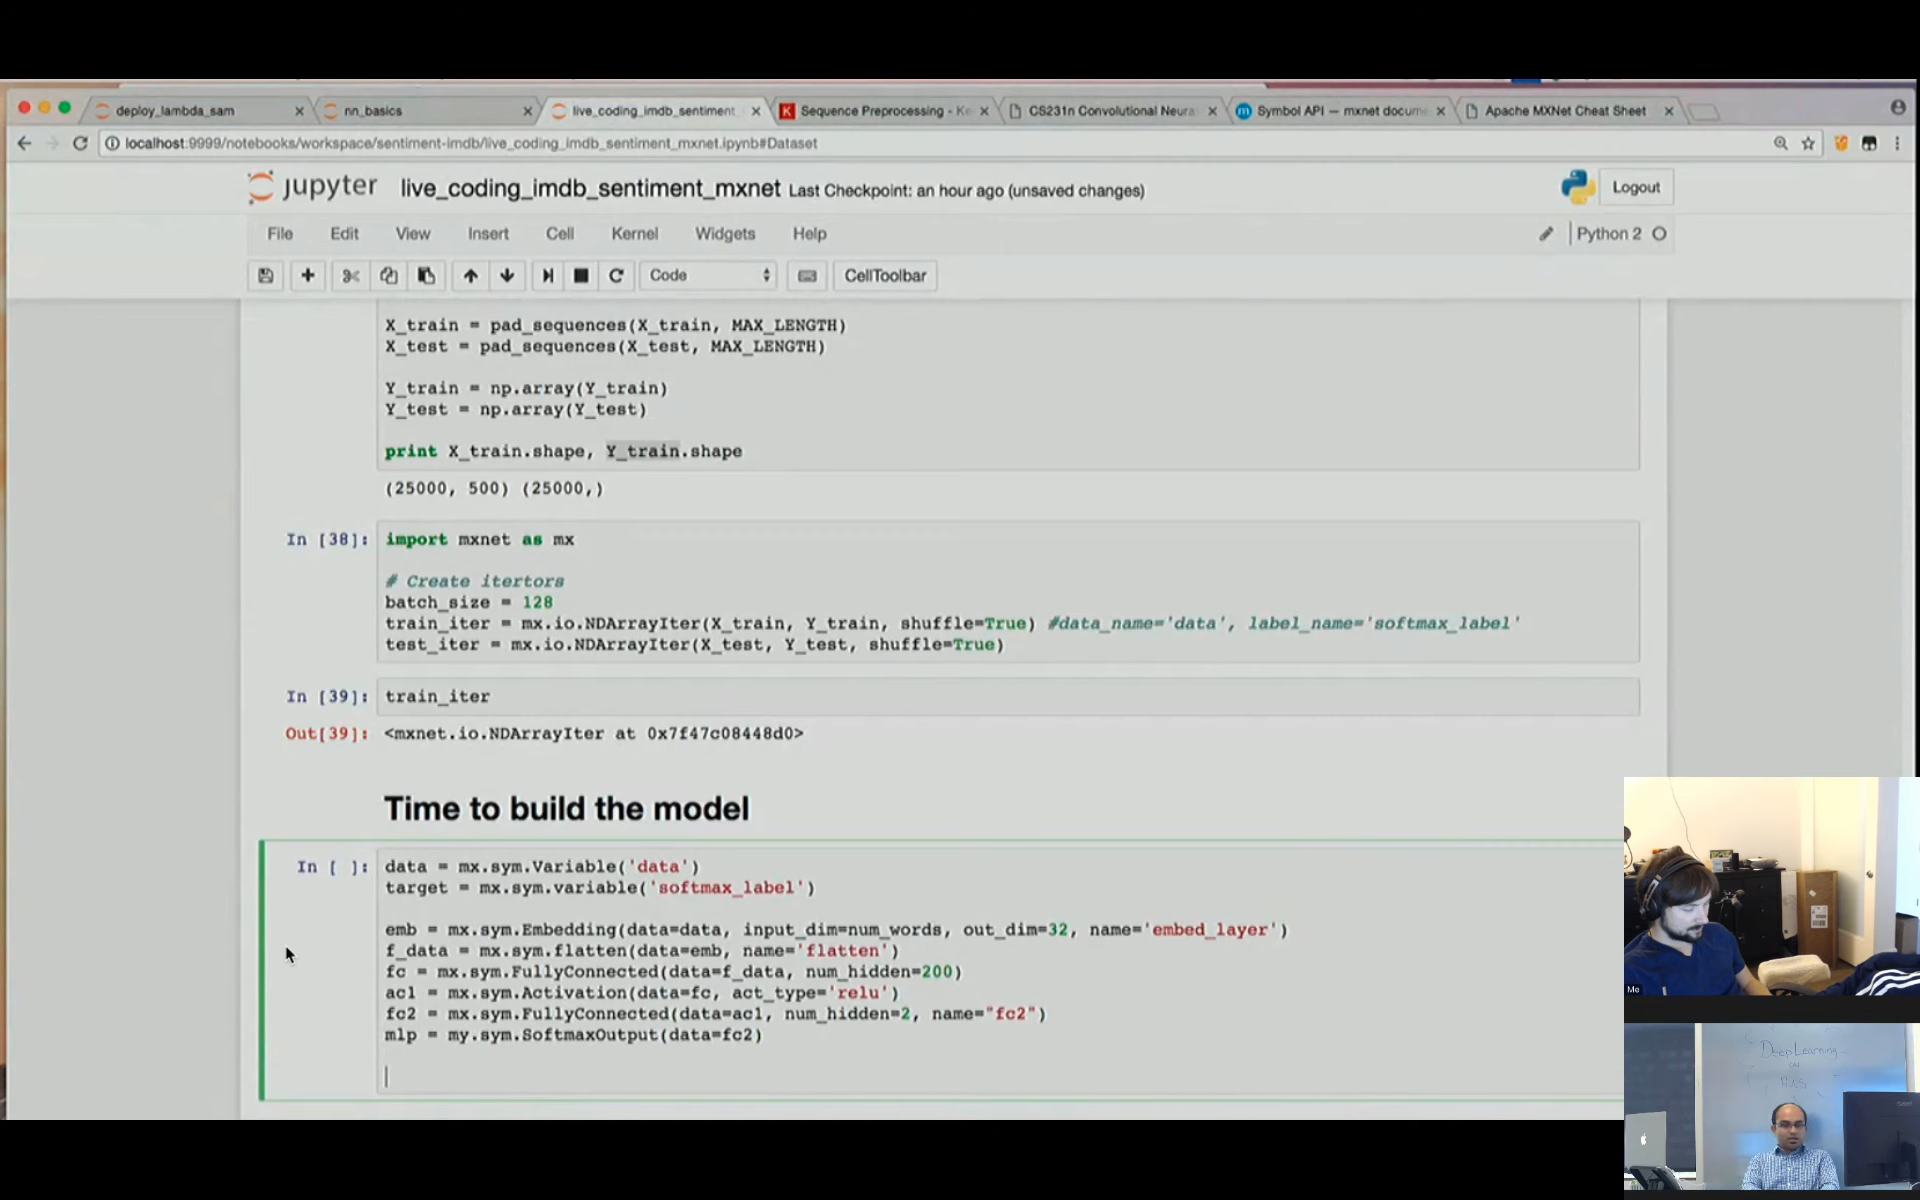 deploy_lambda_sam
nn_basics
live_coding_imdb_sentiment
Sequence Preprocessing - Ke
CS231n Convolutional Neura
Symbol API — mxnet docum
Apache MXNet Cheat Sheet
localhost:9999/notebooks/workspace/sentiment-imdb/live_coding_imdb_sentiment_mxnet.ipynb#Dataset
jupyter live_coding_imdb_sentiment_mxnet Last Checkpoint: an hour ago (unsaved changes)
Logout
File Edit View Insert Cell Kernel Widgets Help
Python 2
Code
CellToolbar
X_train = pad_sequences(X_train, MAX_LENGTH)
X_test = pad_sequences(X_test, MAX_LENGTH)
Y_train = np.array(Y_train)
Y_test = np.array(Y_test)
print X_train.shape, Y_train.shape
(25000, 500) (25000,)
In [38]: import mxnet as mx
# Create itertors
batch_size = 128
train_iter = mx.io.NDArrayIter(X_train, Y_train, shuffle=True) #data_name='data', label_name='softmax_label'
test_iter = mx.io.NDArrayIter(X_test, Y_test, shuffle=True)
In [39]: train_iter
Out[39]: <mxnet.io.NDArrayIter at 0x7f47c08448d0>
Time to build the model
In [ ]: data = mx.sym.Variable('data')
target = mx.sym.variable('softmax_label')
emb = mx.sym.Embedding(data=data, input_dim=num_words, out_dim=32, name='embed_layer')
f_data = mx.sym.flatten(data=emb, name='flatten')
fc = mx.sym.FullyConnected(data=f_data, num_hidden=200)
ac1 = mx.sym.Activation(data=fc, act_type='relu')
fc2 = mx.sym.FullyConnected(data=ac1, num_hidden=2, name="fc2")
mlp = my.sym.SoftmaxOutput(data=fc2)
Me
Deep Learning
on
AWS